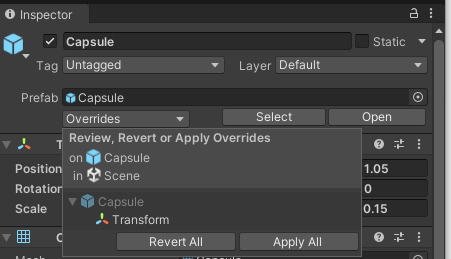 Inspector
Capsule
Static
Tag Untagged Layer Default
Prefab Capsule
Overrides Select Open
Review, Revert or Apply Overrides
on Capsule
in Scene
Capsule
Transform
Revert All Apply All
Position 1.05
Rotation 0
Scale 0.15